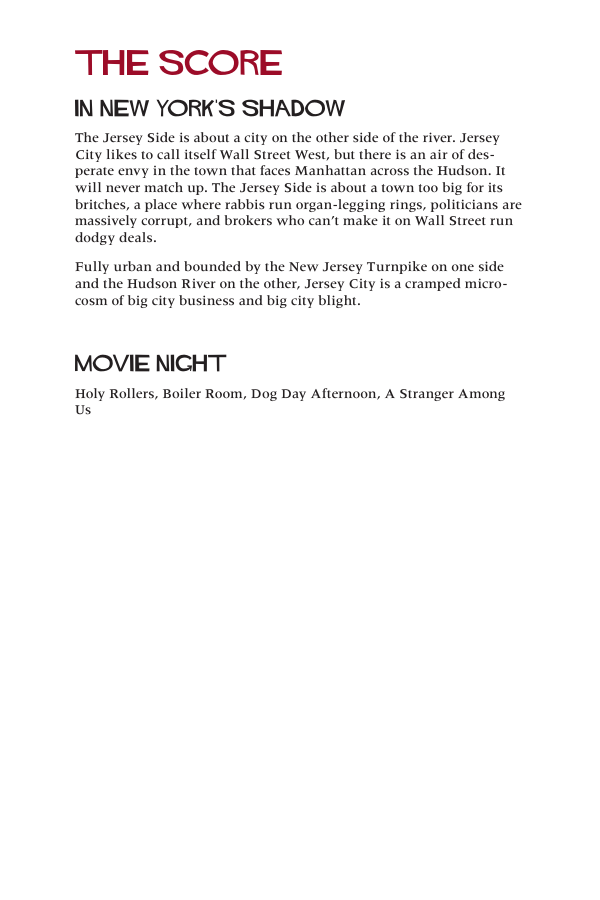 THE SCORE
IN NEW YORK'S SHADOW
The Jersey Side is about a city on the other side of the river. Jersey
City likes to call itself Wall Street West, but there is an air of des-
perate envy in the town that faces Manhattan across the Hudson. It
will never match up. The Jersey Side is about a town too big for its
britches, a place where rabbis run organ-legging rings, politicians are
massively corrupt, and brokers who can’t make it on Wall Street run
dodgy deals.
Fully urban and bounded by the New Jersey Turnpike on one side
and the Hudson River on the other, Jersey City is a cramped micro-
cosm of big city business and big city blight.
MOVIE NIGHT
Holy Rollers, Boiler Room, Dog Day Afternoon, A Stranger Among
Us